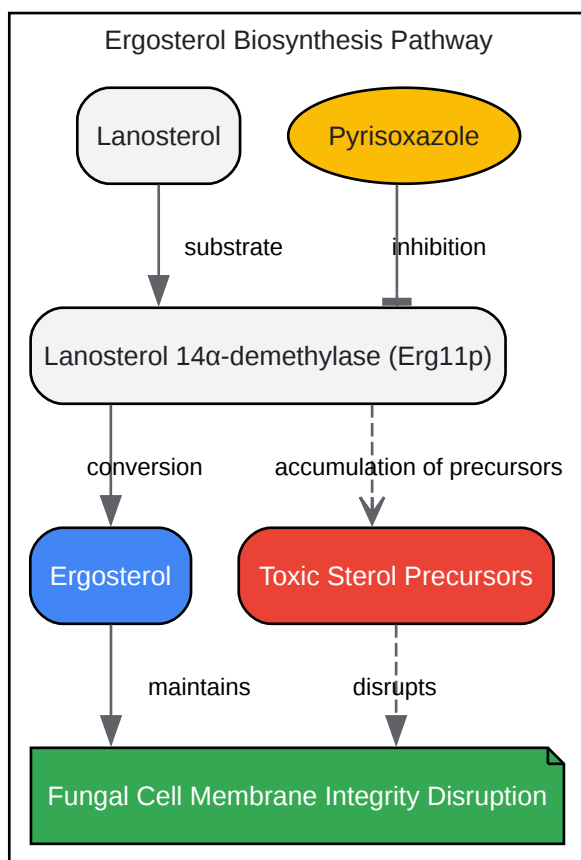 Ergosterol Biosynthesis Pathway
Lanosterol
Pyrisoxazole
substrate
inhibition
Lanosterol 14α-demethylase (Erg11p)
conversion
accumulation of precursors
Ergosterol
Toxic Sterol Precursors
maintains
disrupts
Fungal Cell Membrane Integrity Disruption